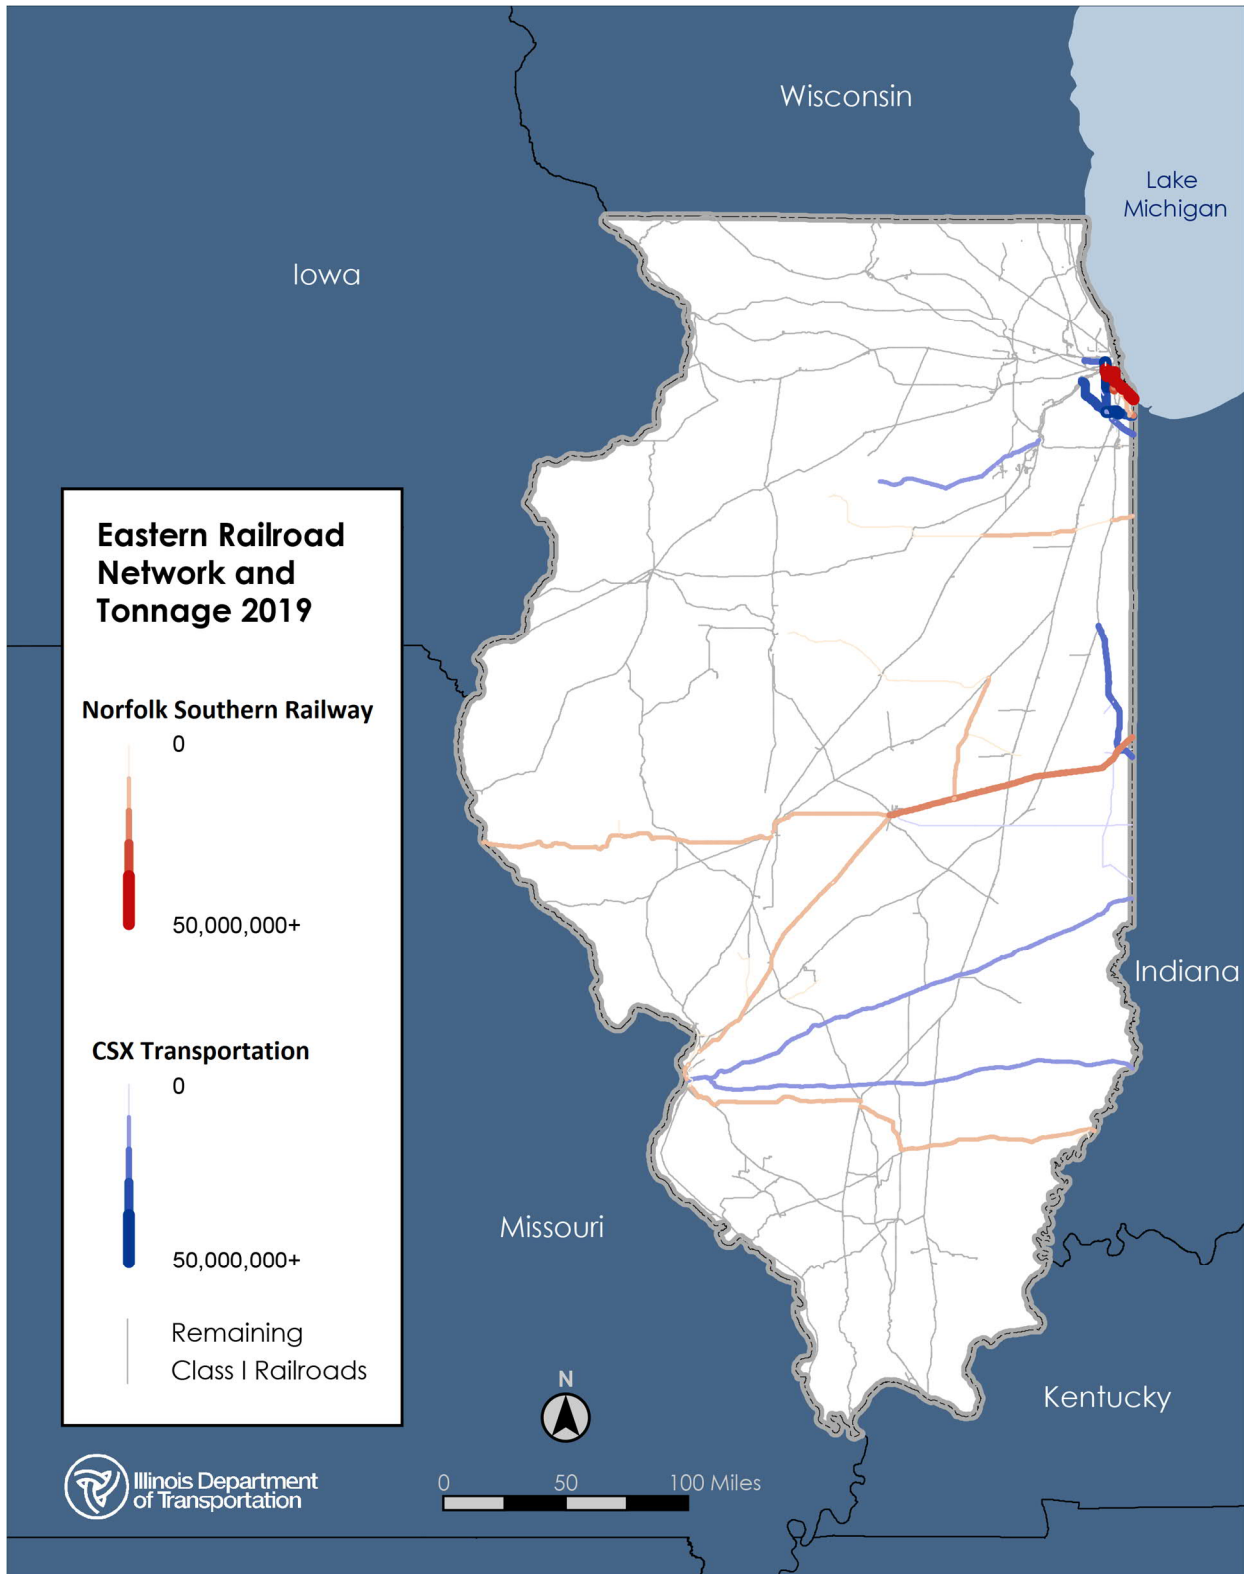 Wisconsin
Lake
Michigan
Iowa
Eastern Railroad
Network and
Tonnage 2019
Norfolk Southern Railway
0
50,000,000+
CSX Transportation
0
50,000,000+
Remaining
Class I Railroads
Indiana
Missouri
Kentucky
N
0 50 100 Miles
Illinois Department
of Transportation